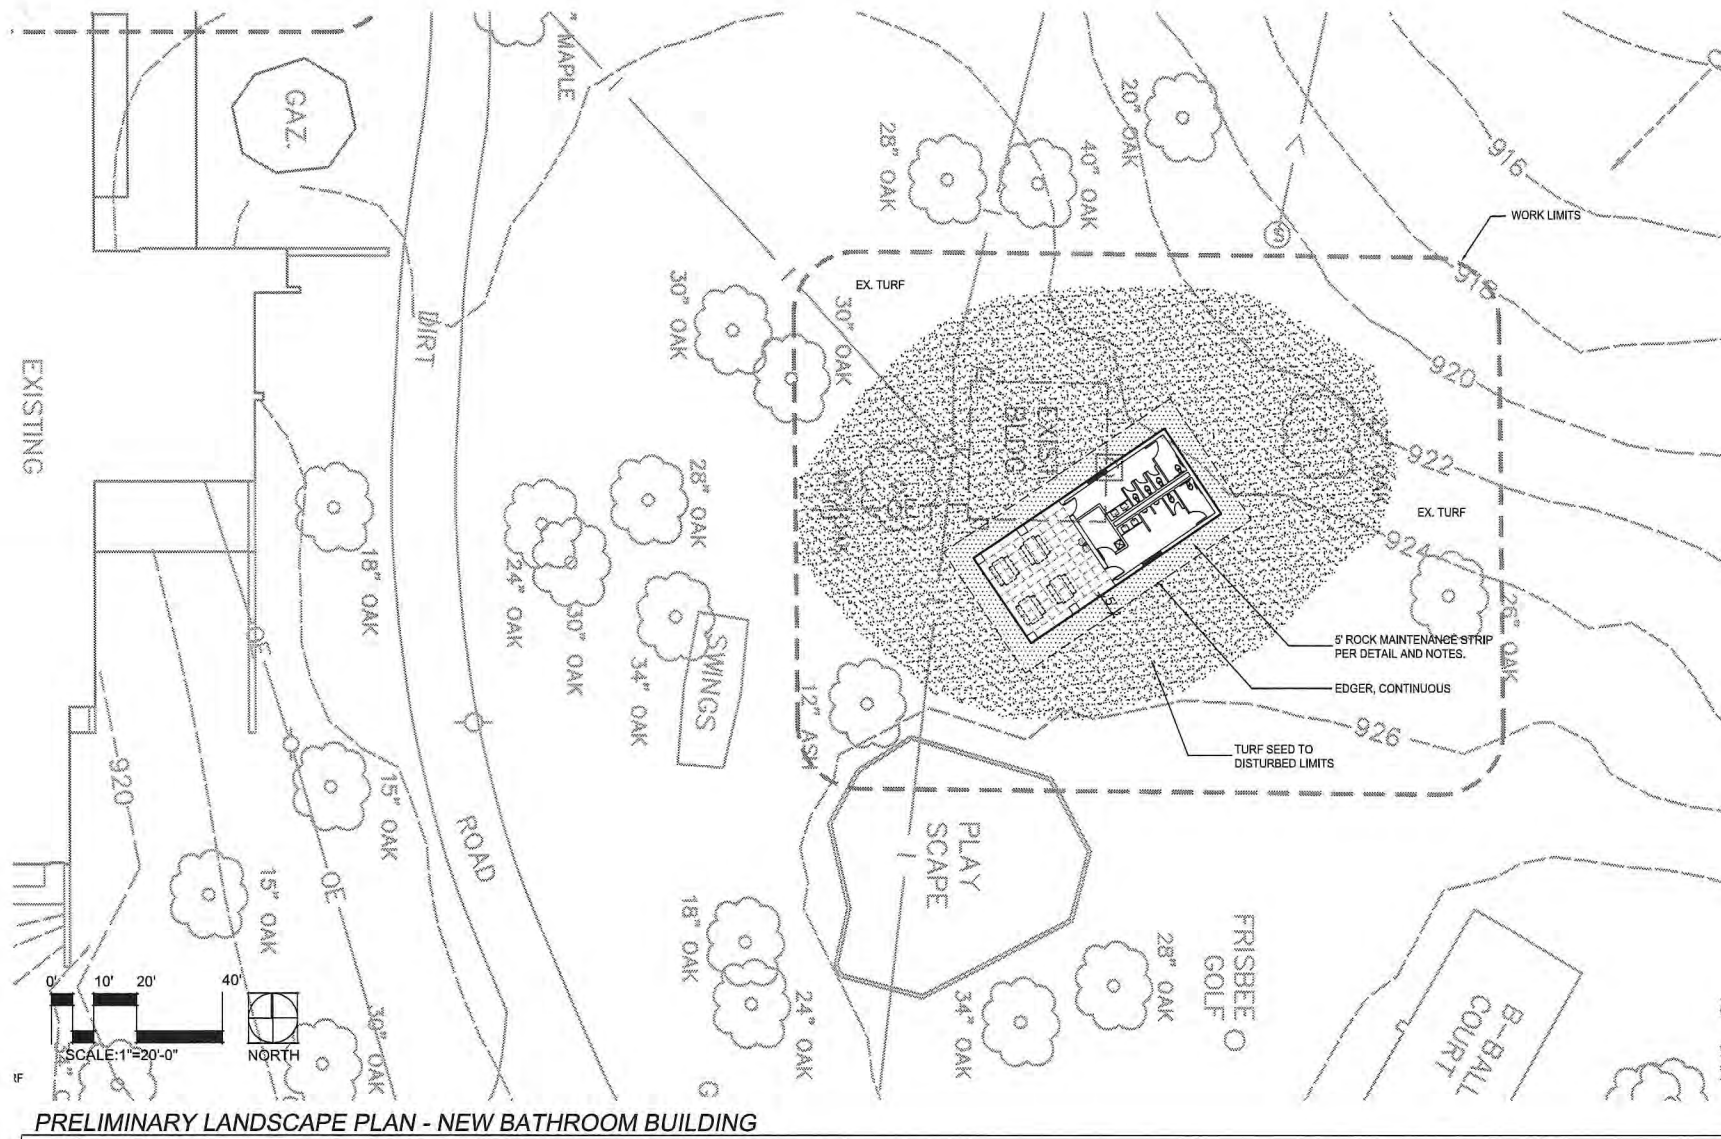 MAPLE
GAZ.
20" OAK
28" OAK
40" OAK
916
WORK LIMITS
S
EX. TURF
918
30" OAK
30" OAK
DIRT
EXISTING
920
EXIST
BLDG
922
28" OAK
EX. TURF
OE
18" OAK
24" OAK
924
5'
30" OAK
26" OAK
5' ROCK MAINTENANCE STRIP
PER DETAIL AND NOTES.
OE
34" OAK
SWINGS
EDGER, CONTINUOUS
12" ASH
926
TURF SEED TO
DISTURBED LIMITS
920
15" OAK
ROAD
PLAY
SCAPE
OE
15" OAK
18" OAK
28" OAK
FRISBEE
GOLF
0' 10' 20' 40'
24" OAK
34" OAK
30" OAK
B-BALL
COURT
SCALE:1"=20'-0"
NORTH
G
PRELIMINARY LANDSCAPE PLAN - NEW BATHROOM BUILDING